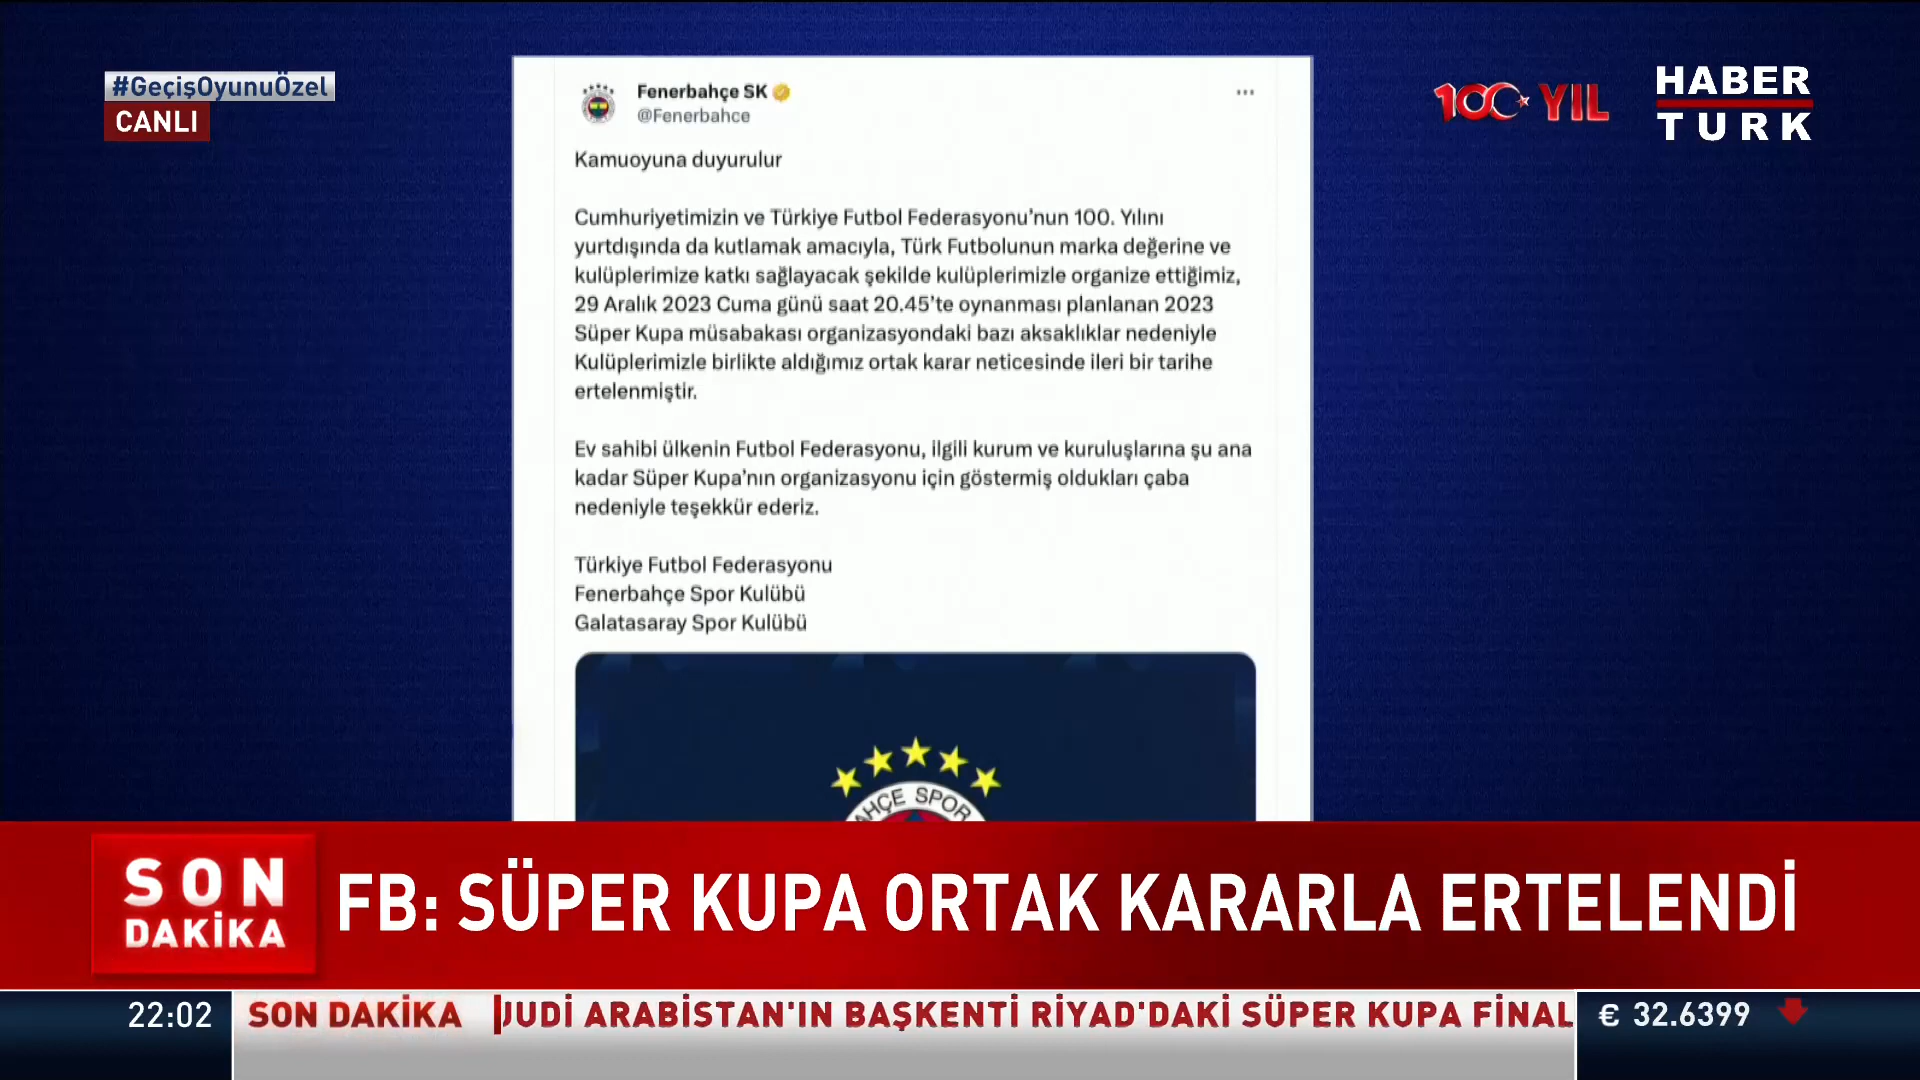 #GeçişOyunuÖzel
CANLI
100 YIL
HABER
TURK
Fenerbahçe SK
@Fenerbahce
Kamuoyuna duyurulur
Cumhuriyetimizin ve Türkiye Futbol Federasyonu’nun 100. Yılını
yurtdışında da kutlamak amacıyla, Türk Futbolunun marka değerine ve
kulüplerimize katkı sağlayacak şekilde kulüplerimizle organize ettiğimiz,
29 Aralık 2023 Cuma günü saat 20.45’te oynanması planlanan 2023
Süper Kupa müsabakası organizasyondaki bazı aksaklıklar nedeniyle
Kulüplerimizle birlikte aldığımız ortak karar neticesinde ileri bir tarihe
ertelenmiştir.
Ev sahibi ülkenin Futbol Federasyonu, ilgili kurum ve kuruluşlarına şu ana
kadar Süper Kupa’nın organizasyonu için göstermiş oldukları çaba
nedeniyle teşekkür ederiz.
Türkiye Futbol Federasyonu
Fenerbahçe Spor Kulübü
Galatasaray Spor Kulübü
AHÇE SPOR
SON
DAKİKA
FB: SÜPER KUPA ORTAK KARARLA ERTELENDİ
22:02
SON DAKİKA
UDİ ARABİSTAN'IN BAŞKENTİ RİYAD'DAKİ SÜPER KUPA FİNAL
€ 32.6399